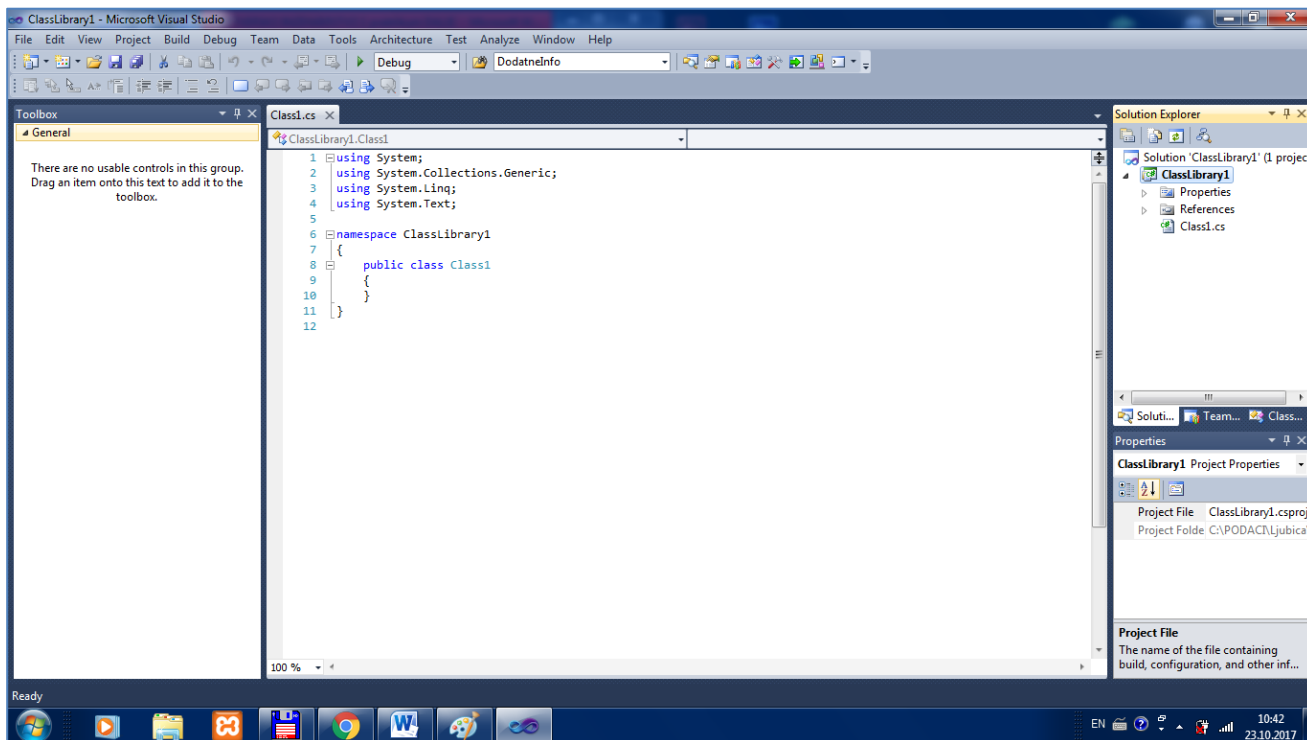 ClassLibrary1 - Microsoft Visual Studio
File Edit View Project Build Debug Team Data Tools Architecture Test Analyze Window Help
Debug DodatneInfo
Toolbox
General
There are no usable controls in this group.
Drag an item onto this text to add it to the
toolbox.
Class1.cs
ClassLibrary1.Class1
1 using System;
2 using System.Collections.Generic;
3 using System.Linq;
4 using System.Text;
5
6 namespace ClassLibrary1
7 {
8 public class Class1
9 {
10 }
11 }
12
100 %
Solution Explorer
Solution 'ClassLibrary1' (1 projec
ClassLibrary1
Properties
References
Class1.cs
Soluti... Team... Class...
Properties
ClassLibrary1 Project Properties
Project File ClassLibrary1.csproj
Project Folde C:\PODACI\Ljubica\
Project File
The name of the file containing
build, configuration, and other inf...
Ready
EN 10:42
23.10.2017